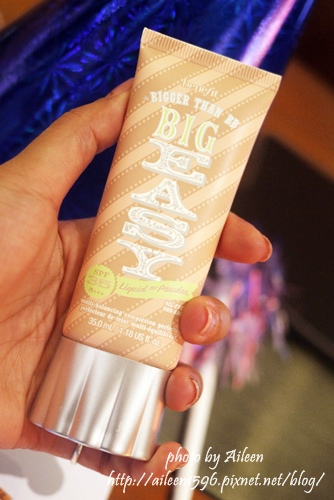 benefit
BIGGER THAN BB
BIG
EASY
SPF
35
Liquid to Powder
35.0 mL
photo by Aileen
http://aileen596.pixnet.net/blog/